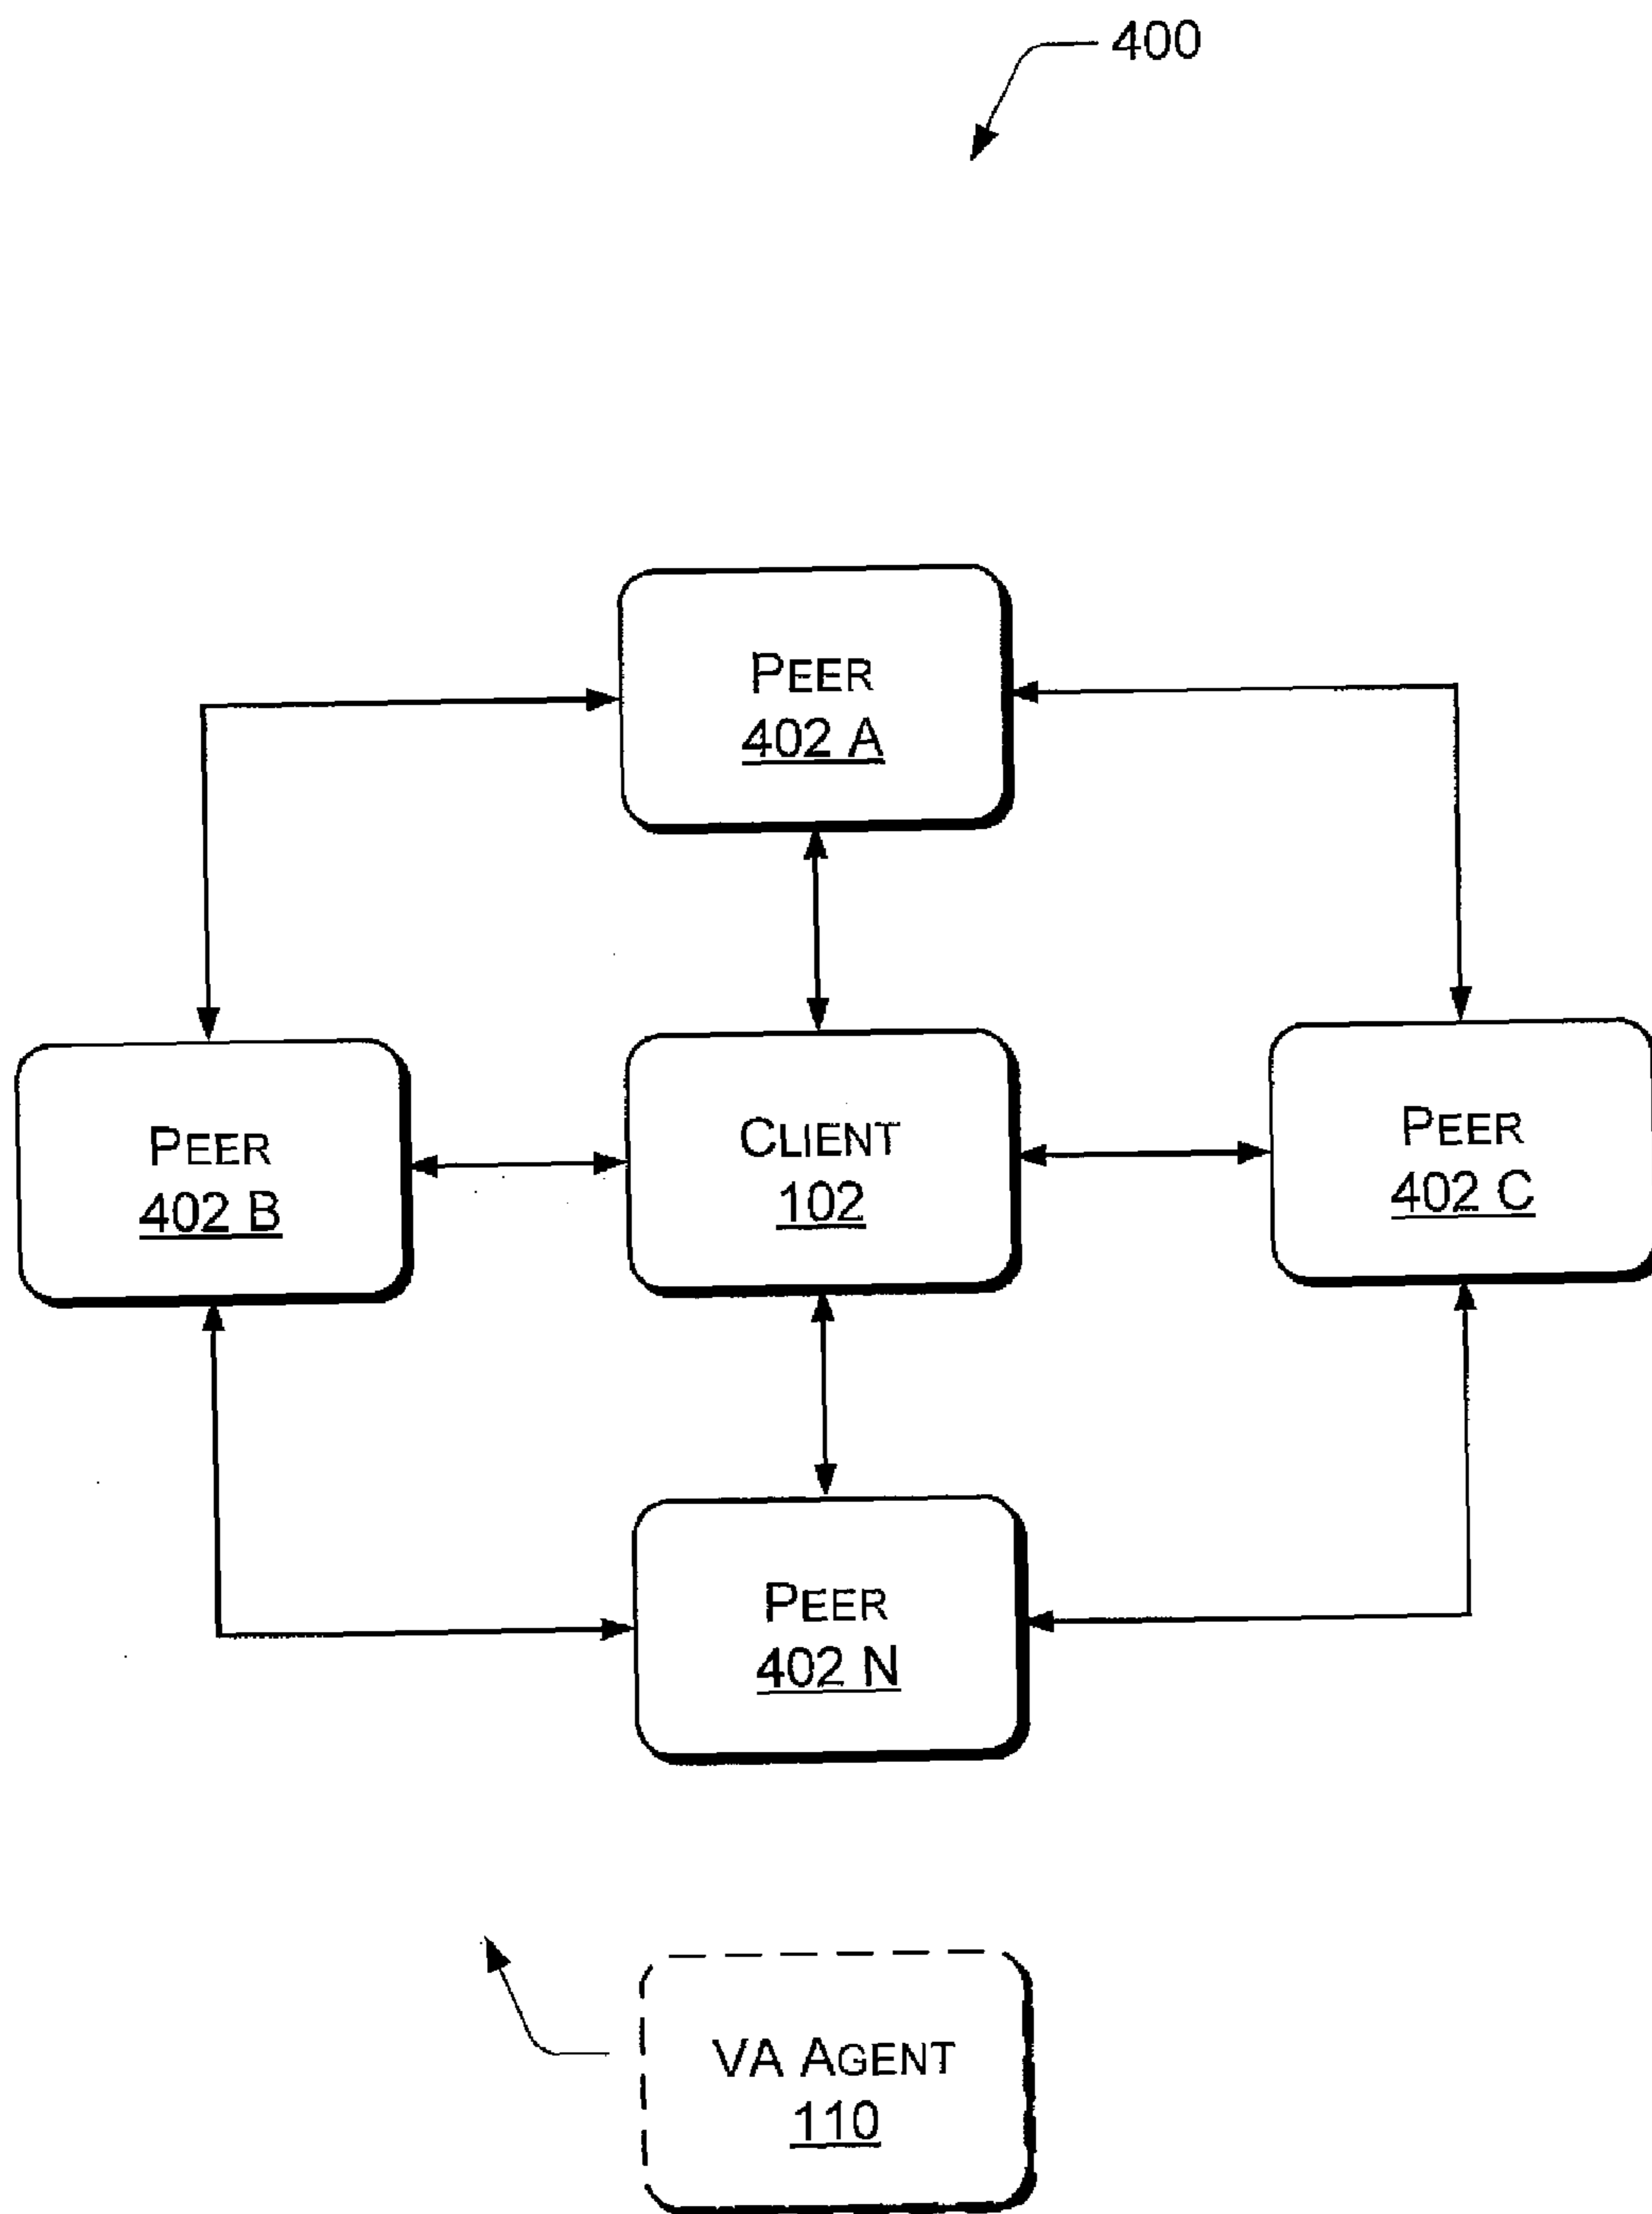 400
PEER
402 A
PEER
402 B
CLIENT
102
PEER
402 C
PEER
402 N
VA AGENT
110